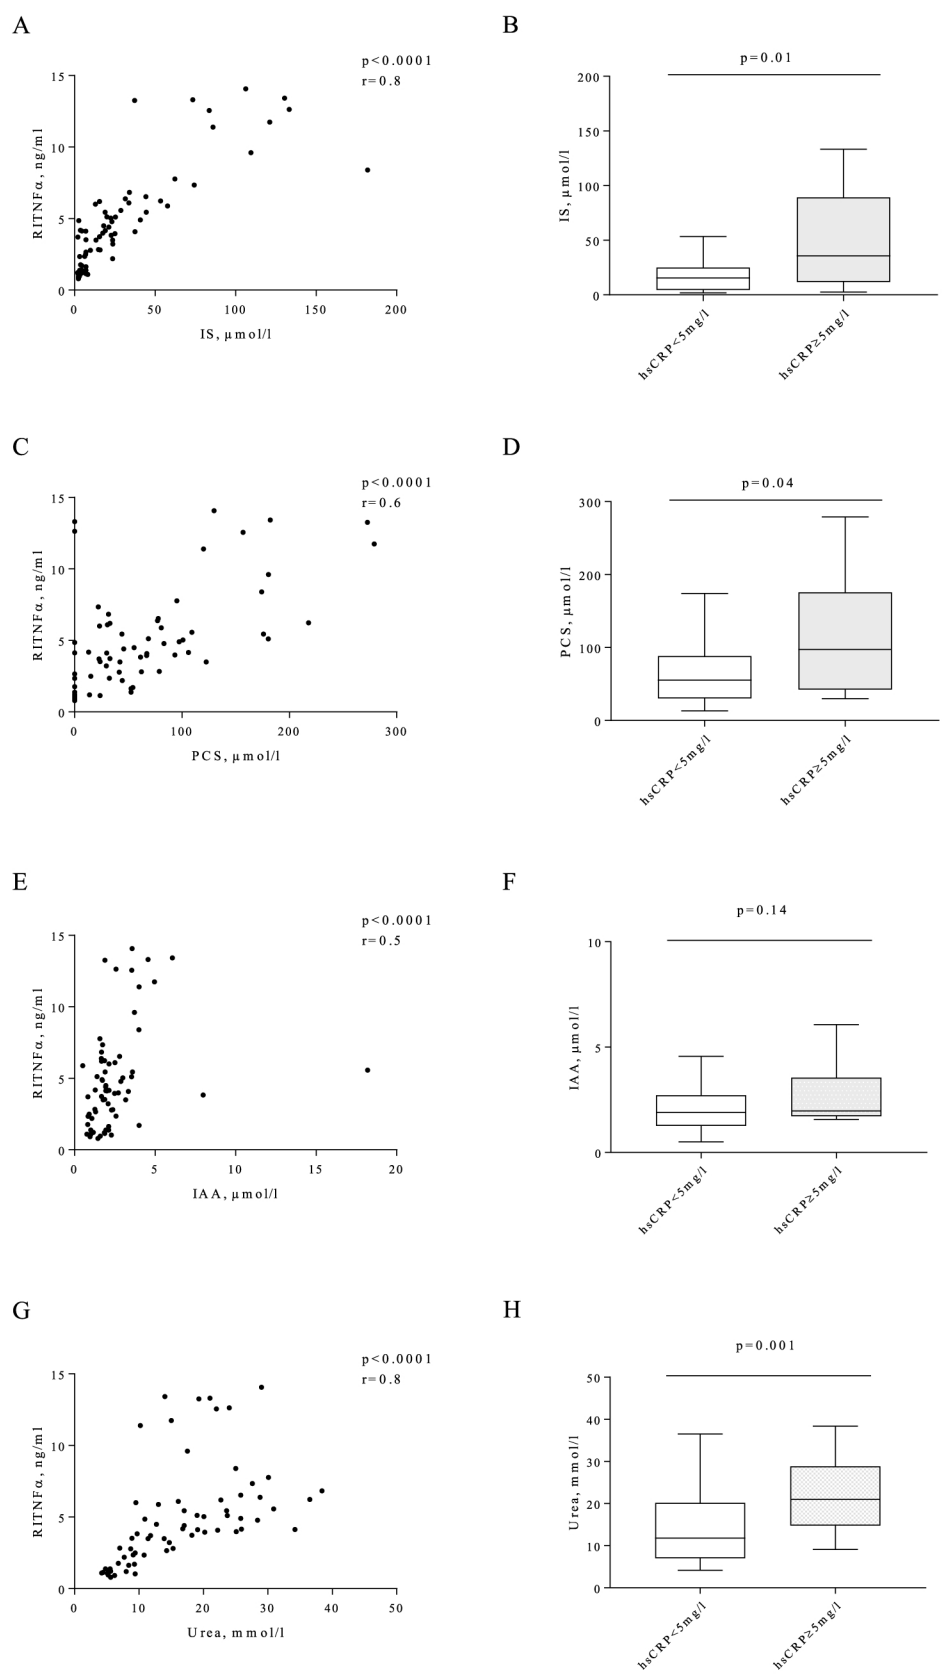 A
p<0.0001
r=0.8
15
10
5
0
RITNFα, ng/ml
0 50 100 150 200
IS, µmol/l
B
p=0.01
200
150
100
50
0
IS, µmol/l
hsCRP<5mg/l
hsCRP≥5mg/l
C
p<0.0001
r=0.6
15
10
5
0
RITNFα, ng/ml
0 100 200 300
PCS, µmol/l
D
p=0.04
300
200
100
0
PCS, µmol/l
hsCRP<5mg/l
hsCRP≥5mg/l
E
p<0.0001
r=0.5
15
10
5
0
RITNFα, ng/ml
0 5 10 15 20
IAA, µmol/l
F
p=0.14
10
5
0
IAA, µmol/l
hsCRP<5mg/l
hsCRP≥5mg/l
G
p<0.0001
r=0.8
15
10
5
0
RITNFα, ng/ml
0 10 20 30 40 50
Urea, mmol/l
H
p=0.001
50
40
30
20
10
0
Urea, mmol/l
hsCRP<5mg/l
hsCRP≥5mg/l